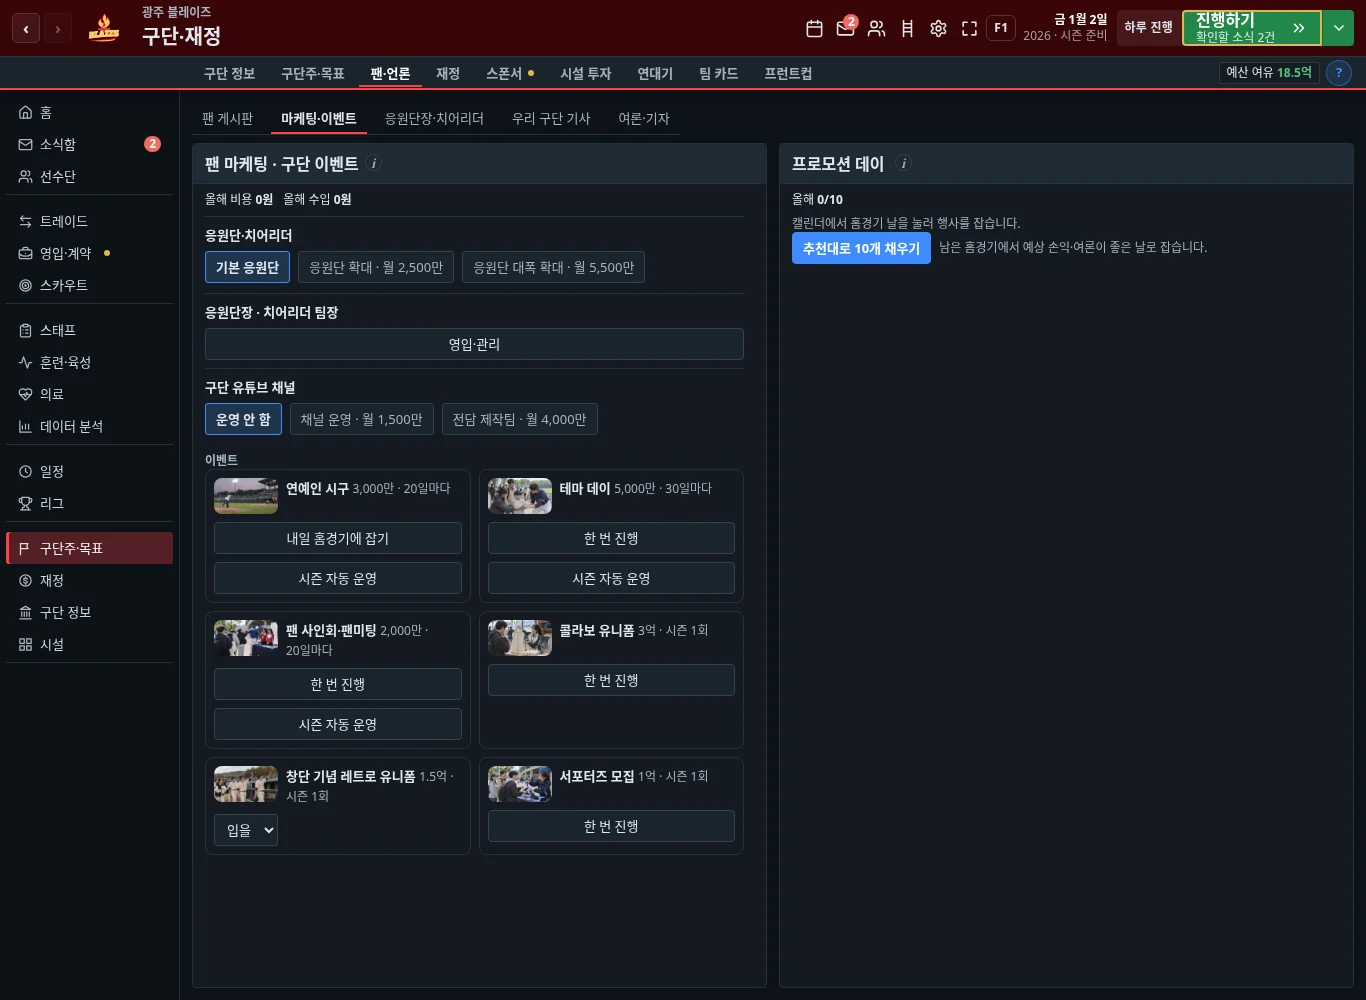 광주 블레이즈
구단·재정
BLAZES
2
F1
금 1월 2일
2026 · 시즌 준비
하루 진행
진행하기
확인할 소식 2건
구단 정보
구단주·목표
팬·언론
재정
스폰서
시설 투자
연대기
팀 카드
프런트컵
예산 여유 18.5억
?
홈
소식함
2
선수단
트레이드
영입·계약
스카우트
스태프
훈련·육성
의료
데이터 분석
일정
리그
구단주·목표
재정
구단 정보
시설
팬 게시판
마케팅·이벤트
응원단장·치어리더
우리 구단 기사
여론·기자
팬 마케팅 · 구단 이벤트 i
올해 비용 0원 올해 수입 0원
응원단·치어리더
기본 응원단
응원단 확대 · 월 2,500만
응원단 대폭 확대 · 월 5,500만
응원단장 · 치어리더 팀장
영입·관리
구단 유튜브 채널
운영 안 함
채널 운영 · 월 1,500만
전담 제작팀 · 월 4,000만
이벤트
연예인 시구 3,000만 · 20일마다
내일 홈경기에 잡기
시즌 자동 운영
테마 데이 5,000만 · 30일마다
한 번 진행
시즌 자동 운영
팬 사인회·팬미팅 2,000만 ·
20일마다
한 번 진행
시즌 자동 운영
콜라보 유니폼 3억 · 시즌 1회
한 번 진행
창단 기념 레트로 유니폼 1.5억 ·
시즌 1회
입을
서포터즈 모집 1억 · 시즌 1회
한 번 진행
프로모션 데이 i
올해 0/10
캘린더에서 홈경기 날을 눌러 행사를 잡습니다.
추천대로 10개 채우기
남은 홈경기에서 예상 손익·여론이 좋은 날로 잡습니다.